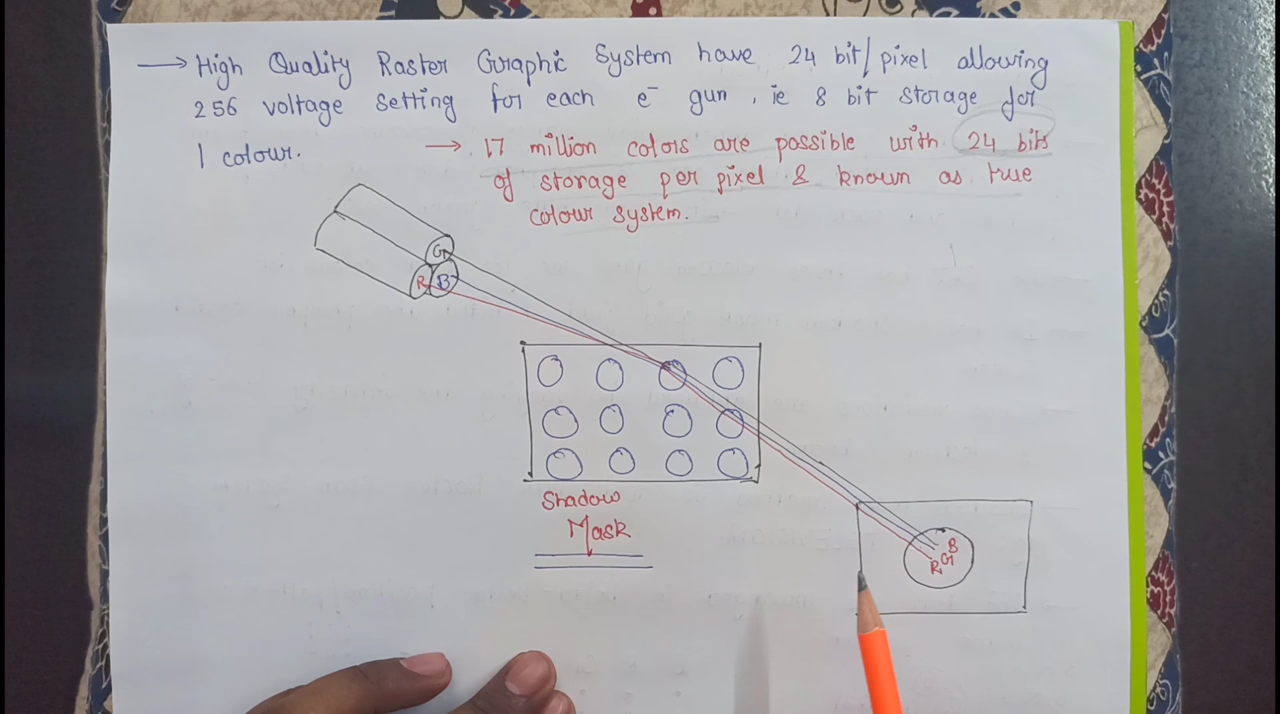 → High Quality Raster Graphic System have 24 bit/pixel allowing
256 voltage setting for each e⁻ gun, ie 8 bit storage for
1 colour.
→ 17 million colors are possible with 24 bits
of storage per pixel & known as true
colour system.
G
R B
Shadow
Mask
B
R G